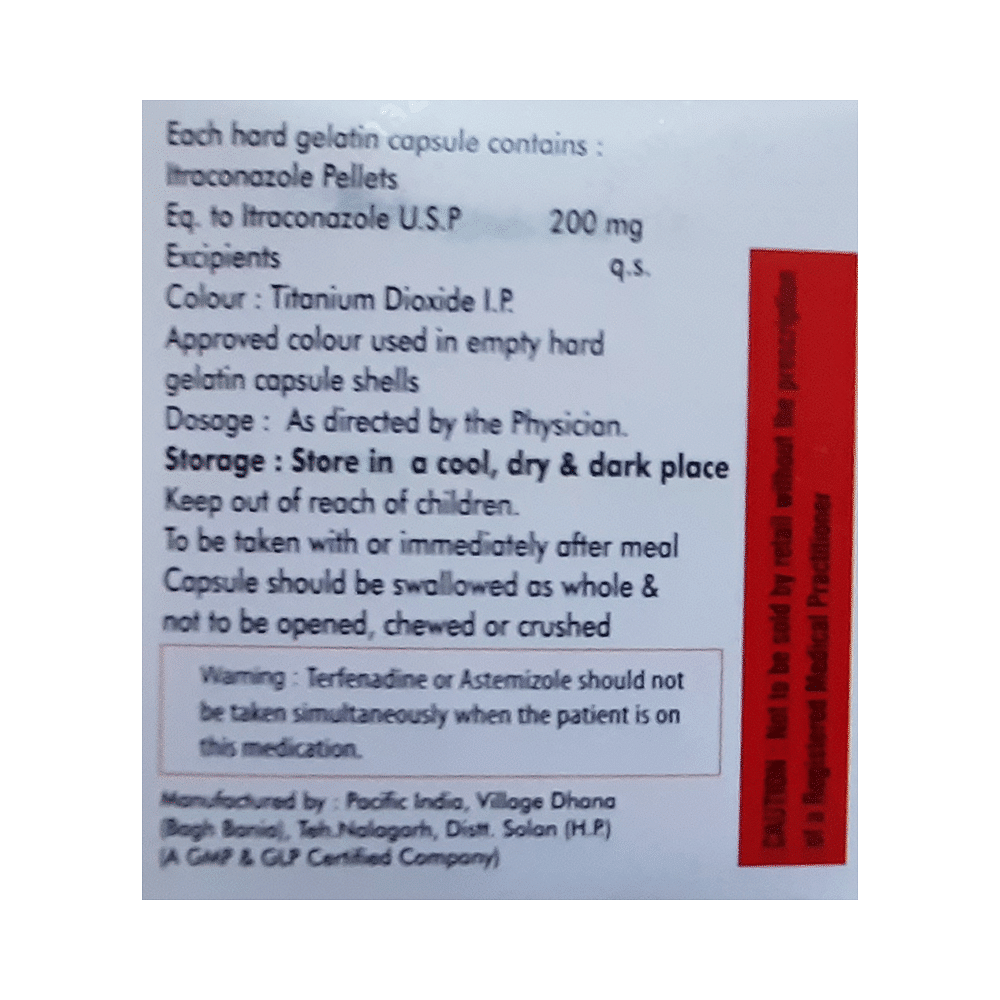 Each hard gelatin capsule contains :
Itraconazole Pellets
Eq. to Itraconazole U.S.P 200 mg
Excipients q.s.
Colour : Titanium Dioxide I.P.
Approved colour used in empty hard
gelatin capsule shells
Dosage : As directed by the Physician.
Storage : Store in a cool, dry & dark place
Keep out of reach of children.
To be taken with or immediately after meal
Capsule should be swallowed as whole &
not to be opened, chewed or crushed
Warning : Terfenadine or Astemizole should not
be taken simultaneously when the patient is on
this medication.
Manufactured by : Pacific India, Village Dhana
(Bagh Bania), Teh.Nalagarh, Distt. Solan (H.P.)
(A GMP & GLP Certified Company)
CAUTION Not to be sold by retail without the prescription
of a Registered Medical Practitioner